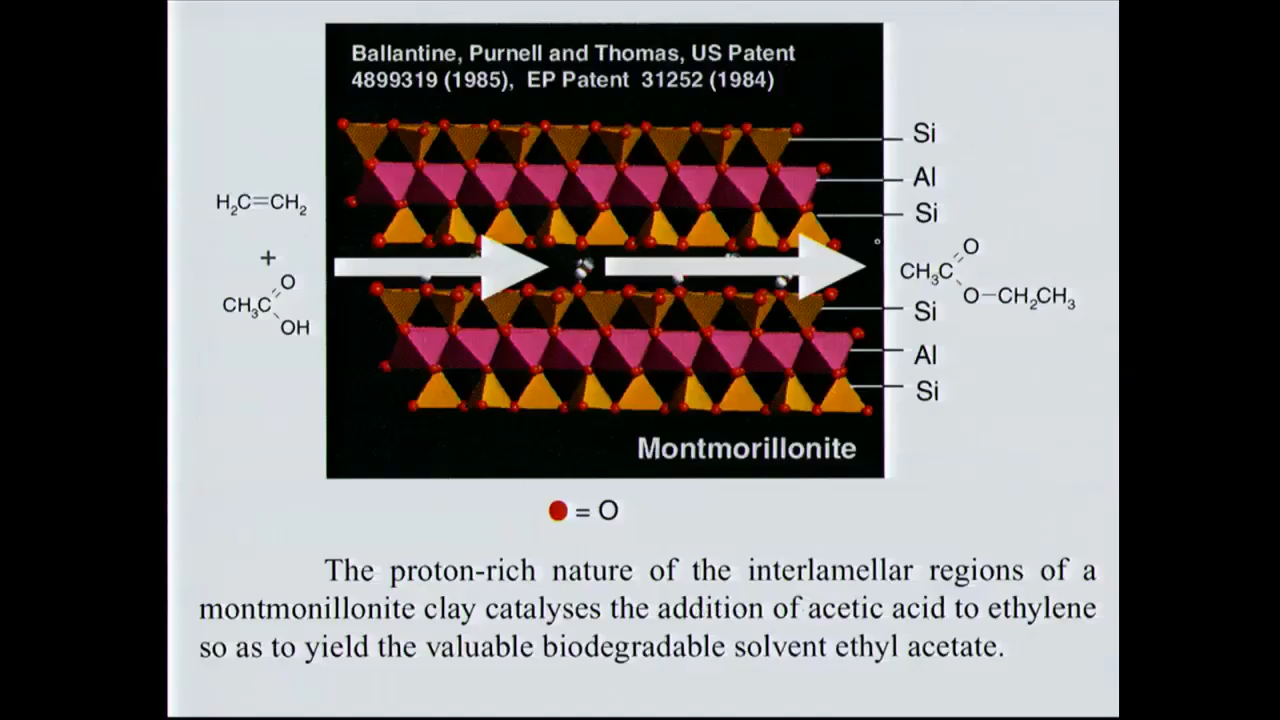 Ballantine, Purnell and Thomas, US Patent
4899319 (1985), EP Patent 31252 (1984)
Si
Al
Si
H₂C=CH₂
+
CH₃C
O
OH
CH₃C
O
O–CH₂CH₃
Si
Al
Si
Montmorillonite
= O
The proton-rich nature of the interlamellar regions of a
montmonillonite clay catalyses the addition of acetic acid to ethylene
so as to yield the valuable biodegradable solvent ethyl acetate.